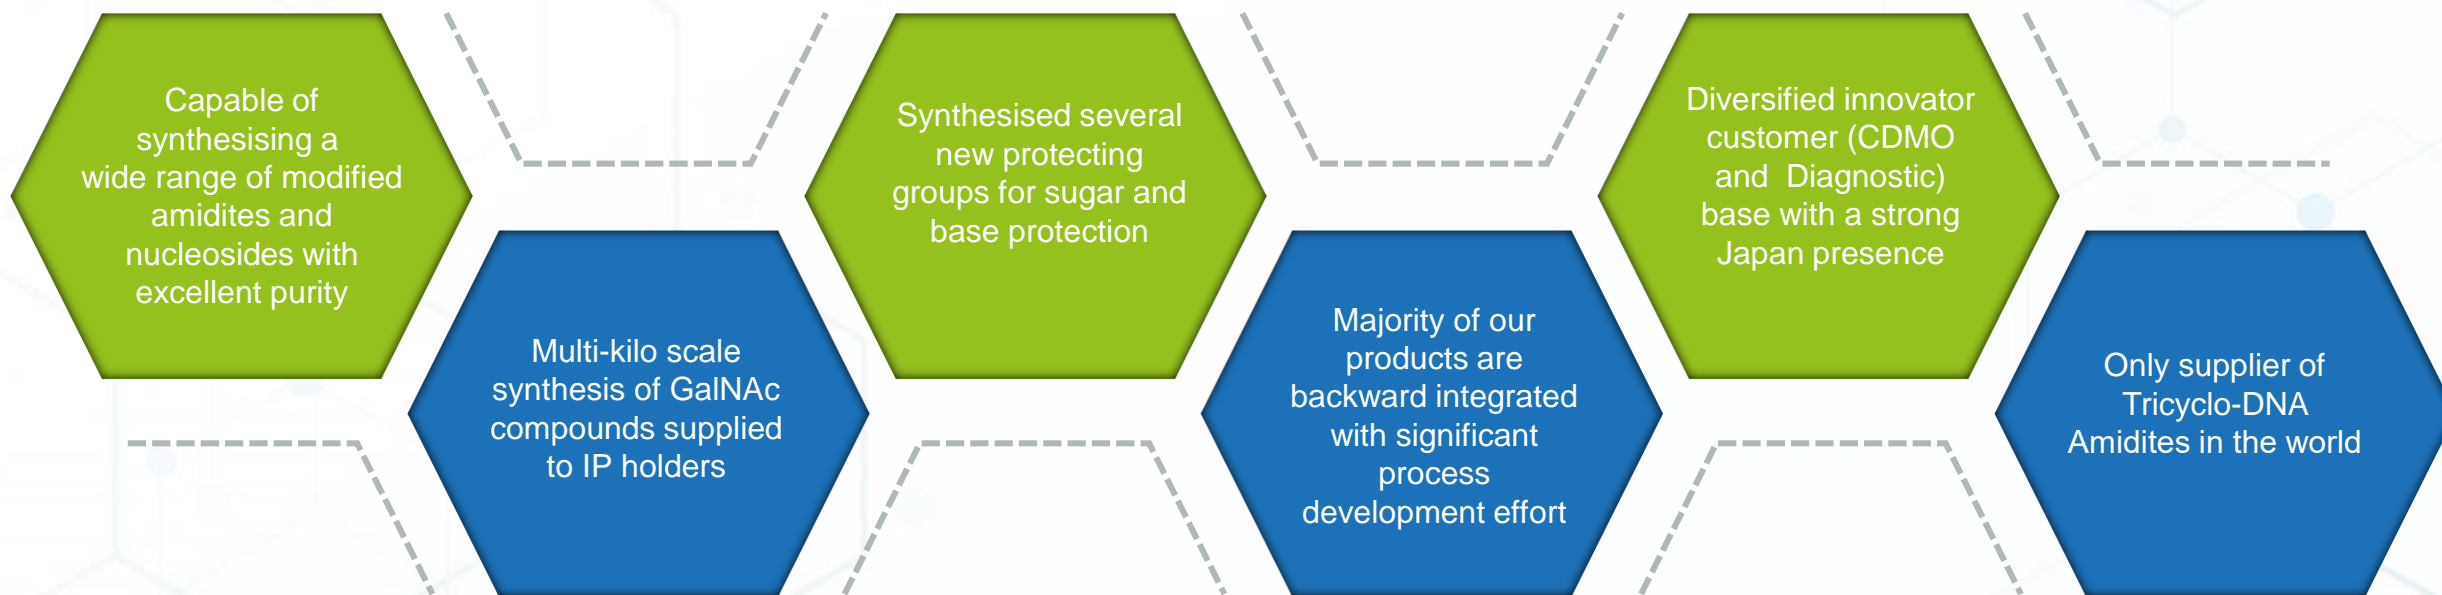 Capable of
synthesising a
wide range of modified
amidites and
nucleosides with
excellent purity
Multi-kilo scale
synthesis of GalNAc
compounds supplied
to IP holders
Synthesised several
new protecting
groups for sugar and
base protection
Majority of our
products are
backward integrated
with significant
process
development effort
Diversified innovator
customer (CDMO
and Diagnostic)
base with a strong
Japan presence
Only supplier of
Tricyclo-DNA
Amidites in the world